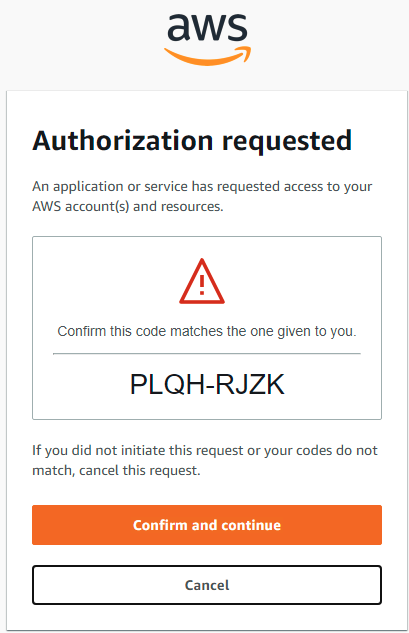 aws
Authorization requested
An application or service has requested access to your
AWS account(s) and resources.
Confirm this code matches the one given to you.
PLQH-RJZK
If you did not initiate this request or your codes do not
match, cancel this request.
Confirm and continue
Cancel